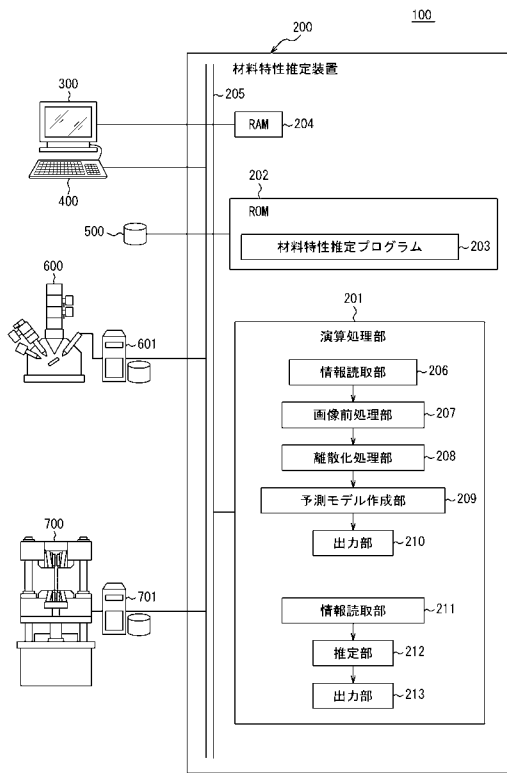 100
200
材料特性推定装置
205
300
RAM
204
400
202
ROM
500
材料特性推定プログラム
203
600
601
201
演算処理部
情報読取部
206
画像前処理部
207
離散化処理部
208
予測モデル作成部
209
出力部
210
700
701
情報読取部
211
推定部
212
出力部
213